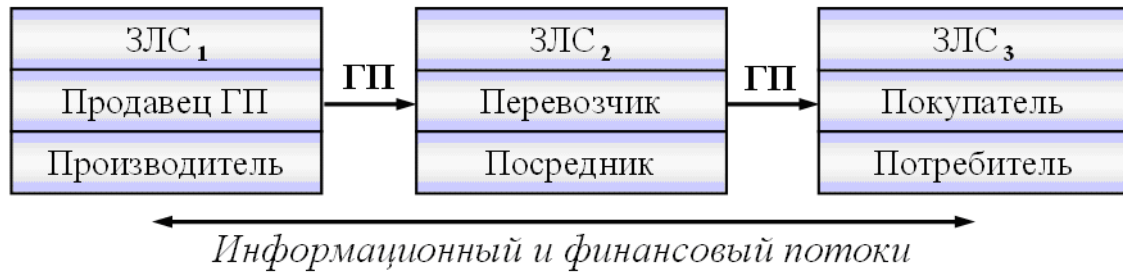 ЗЛС1 ЗЛС2 ЗЛС3
ГП ГП
Продавец ГП Перевозчик Покупатель
Производитель Посредник Потребитель
Информационный и финансовый потоки